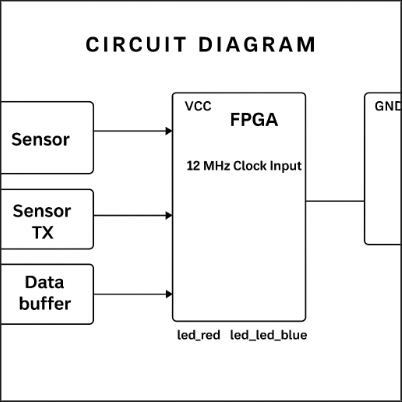 CIRCUIT DIAGRAM
VCC
GND
FPGA
Sensor
12 MHz Clock Input
Sensor
TX
Data
buffer
led_red led_led_blue